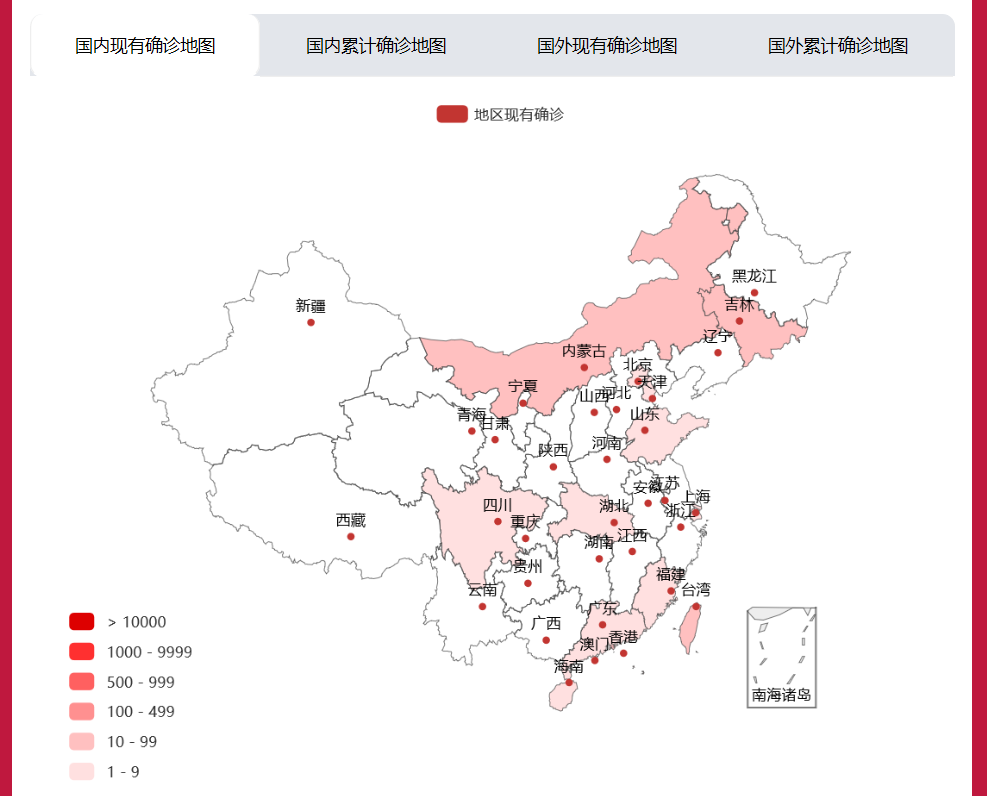 国内现有确诊地图
国内累计确诊地图
国外现有确诊地图
国外累计确诊地图
地区现有确诊
黑龙江
新疆
吉林
辽宁
内蒙古
北京
天津
宁夏
山西
河北
青海
甘肃
山东
陕西
河南
安徽
江苏
上海
四川
湖北
浙江
西藏
重庆
湖南
江西
贵州
福建
云南
台湾
广西
广东
澳门
香港
海南
南海诸岛
> 10000
1000 - 9999
500 - 999
100 - 499
10 - 99
1 - 9